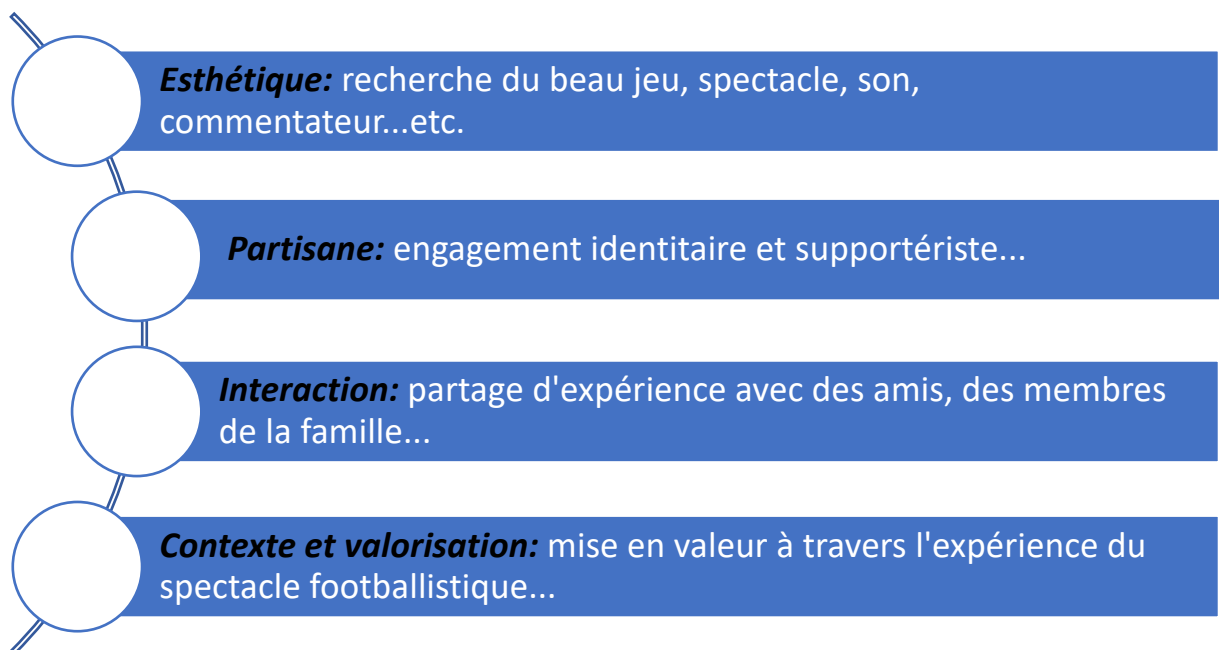 Esthétique: recherche du beau jeu, spectacle, son,
commentateur...etc.
Partisane: engagement identitaire et supportériste...
Interaction: partage d'expérience avec des amis, des membres
de la famille...
Contexte et valorisation: mise en valeur à travers l'expérience du
spectacle footballistique...